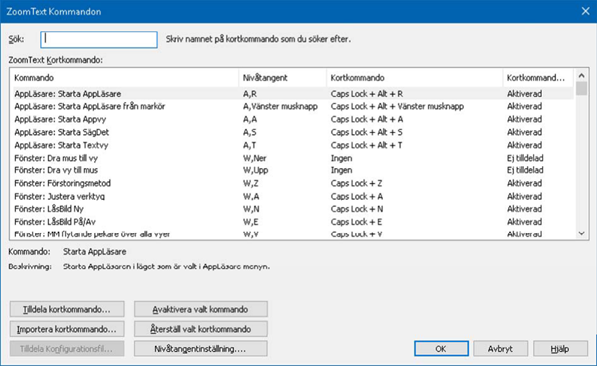 ZoomText Kommandon
Sök: Skriv namnet på kortkommando som du söker efter.
ZoomText Kortkommando:
Kommando Nivåtangent Kortkommando Kortkommand...
AppLäsare: Starta AppLäsare A,R Caps Lock + Alt + R Aktiverad
AppLäsare: Starta AppLäsare från markör A,Vänster musknapp Caps Lock + Alt + Vänster musknapp Aktiverad
AppLäsare: Starta Appvy A,A Caps Lock + Alt + A Aktiverad
AppLäsare: Starta SägDet A,S Caps Lock + Alt + S Aktiverad
AppLäsare: Starta Textvy A,T Caps Lock + Alt + T Aktiverad
Fönster: Dra mus till vy W,Ner Ingen Ej tilldelad
Fönster: Dra vy till mus W,Upp Ingen Ej tilldelad
Fönster: Förstoringsmetod W,Z Caps Lock + Z Aktiverad
Fönster: Justera verktyg W,A Caps Lock + A Aktiverad
Fönster: LåsBild Ny W,N Caps Lock + N Aktiverad
Fönster: LåsBild På/Av W,E Caps Lock + E Aktiverad
Fönster: MM flytande pekare över alla vyer W,V Caps Lock + V Aktiverad
Kommando: Starta AppLäsare
Beskrivning: Starta AppLäsaren i läget som är valt i AppLäsare menyn.
Tilldela kortkommando... Avaktivera valt kommando
Importera kortkommando... Återställ valt kortkommando
Tilldela Konfigurationsfil... Nivåtangentinställning.... OK Avbryt Hjälp